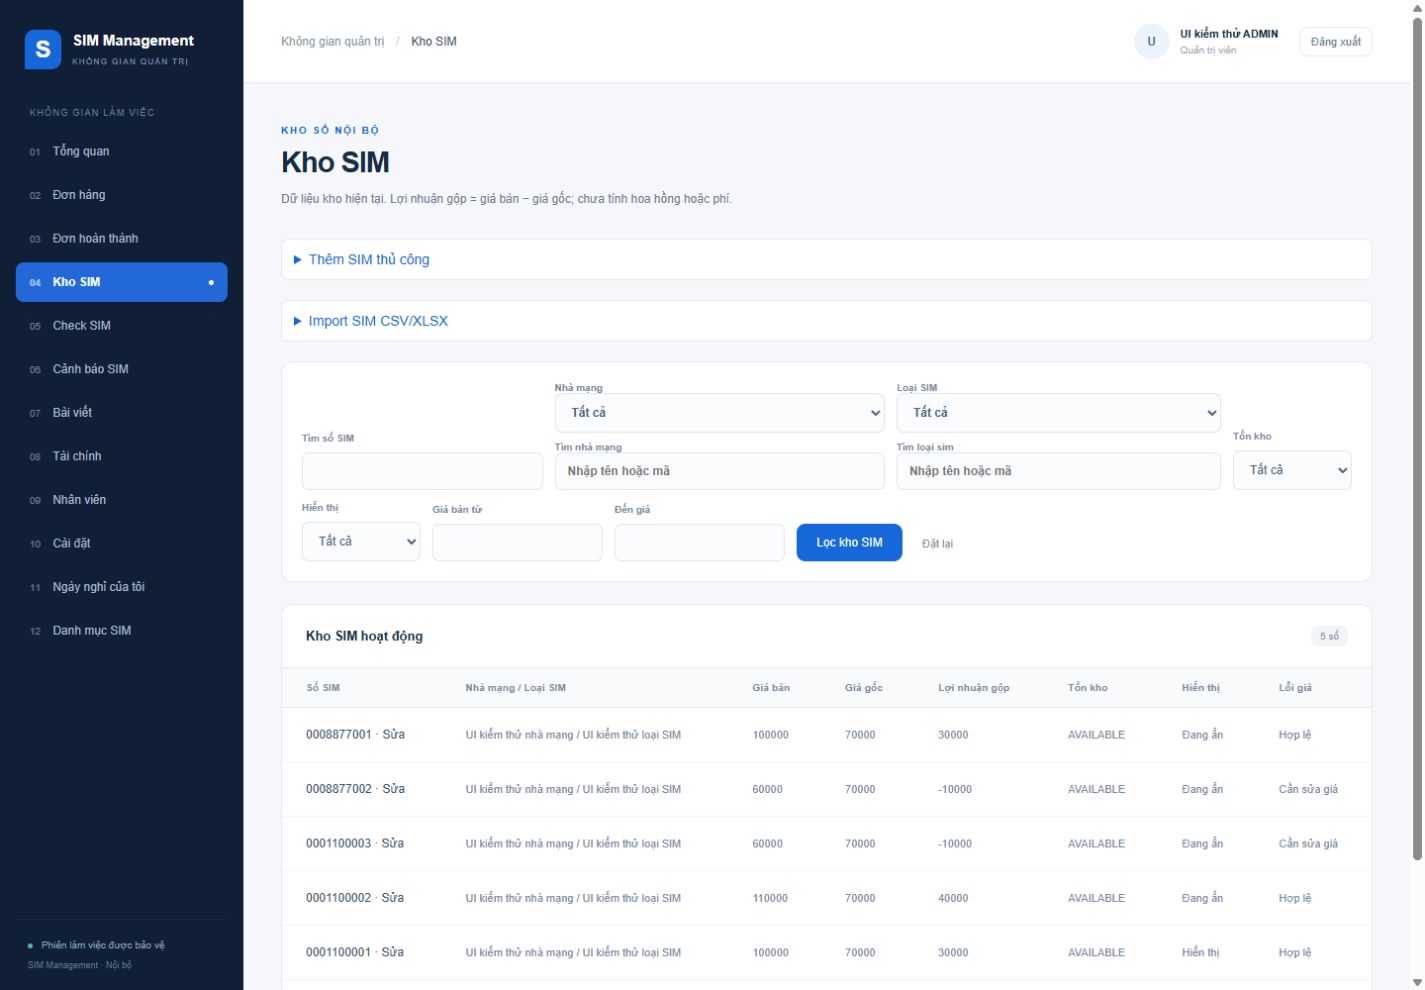 S
SIM Management
KHÔNG GIAN QUẢN TRỊ
KHÔNG GIAN LÀM VIỆC
01 Tổng quan
02 Đơn hàng
03 Đơn hoàn thành
04 Kho SIM
05 Check SIM
06 Cảnh báo SIM
07 Bài viết
08 Tài chính
09 Nhân viên
10 Cài đặt
11 Ngày nghỉ của tôi
12 Danh mục SIM
Phiên làm việc được bảo vệ
SIM Management · Nội bộ
Không gian quản trị / Kho SIM
U
UI kiểm thử ADMIN
Quản trị viên
Đăng xuất
KHO SỐ NỘI BỘ
Kho SIM
Dữ liệu kho hiện tại. Lợi nhuận gộp = giá bán − giá gốc; chưa tính hoa hồng hoặc phí.
Thêm SIM thủ công
Import SIM CSV/XLSX
Tìm số SIM
Nhà mạng
Tất cả
Tìm nhà mạng
Nhập tên hoặc mã
Loại SIM
Tất cả
Tìm loại sim
Nhập tên hoặc mã
Tồn kho
Tất cả
Hiển thị
Tất cả
Giá bán từ
Đến giá
Lọc kho SIM
Đặt lại
Kho SIM hoạt động
5 số
Số SIM Nhà mạng / Loại SIM Giá bán Giá gốc Lợi nhuận gộp Tồn kho Hiển thị Lỗi giá
0008877001 · Sửa UI kiểm thử nhà mạng / UI kiểm thử loại SIM 100000 70000 30000 AVAILABLE Đang ẩn Hợp lệ
0008877002 · Sửa UI kiểm thử nhà mạng / UI kiểm thử loại SIM 60000 70000 -10000 AVAILABLE Đang ẩn Cần sửa giá
0001100003 · Sửa UI kiểm thử nhà mạng / UI kiểm thử loại SIM 60000 70000 -10000 AVAILABLE Đang ẩn Cần sửa giá
0001100002 · Sửa UI kiểm thử nhà mạng / UI kiểm thử loại SIM 110000 70000 40000 AVAILABLE Đang ẩn Hợp lệ
0001100001 · Sửa UI kiểm thử nhà mạng / UI kiểm thử loại SIM 100000 70000 30000 AVAILABLE Hiển thị Hợp lệ